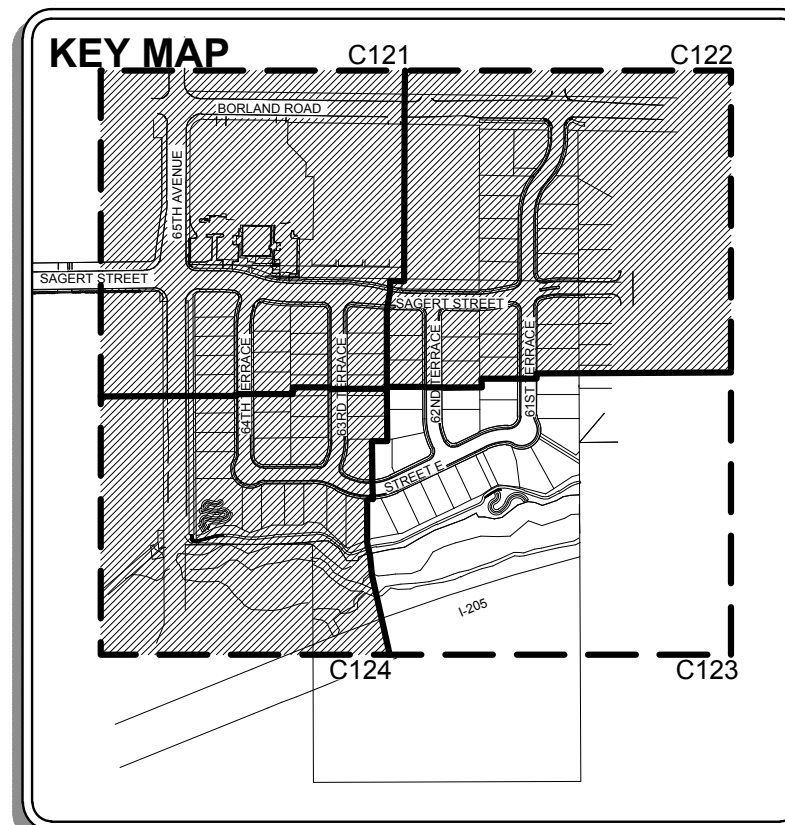 KEY MAP
C121
C122
BORLAND ROAD
65TH AVENUE
SAGERT STREET
SAGERT STREET
64TH TERRACE
63RD TERRACE
62ND TERRACE
61ST TERRACE
STREET E
I-205
C124
C123